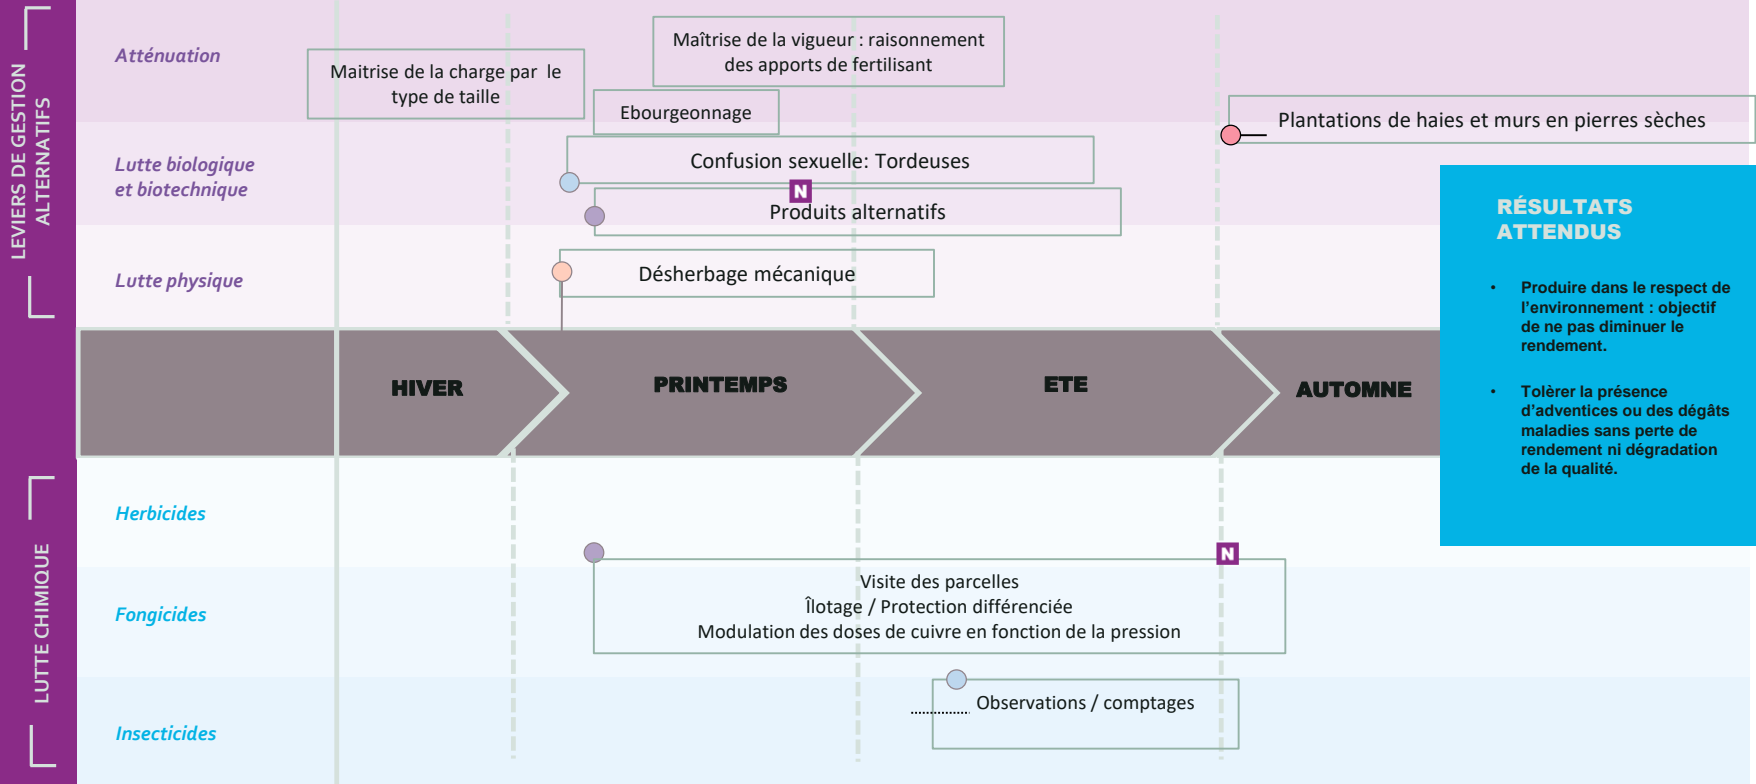 LEVIERS DE GESTION
ALTERNATIFS
Atténuation
Maitrise de la charge par le
type de taille
Maîtrise de la vigueur : raisonnement
des apports de fertilisant
Ebourgeonnage
Plantations de haies et murs en pierres sèches
Lutte biologique
et biotechnique
Confusion sexuelle: Tordeuses
N
Produits alternatifs
Lutte physique
Désherbage mécanique
HIVER
PRINTEMPS
ETE
AUTOMNE
RÉSULTATS
ATTENDUS
• Produire dans le respect de
l'environnement : objectif
de ne pas diminuer le
rendement.
• Tolèrer la présence
d'adventices ou des dégâts
maladies sans perte de
rendement ni dégradation
de la qualité.
LUTTE CHIMIQUE
Herbicides
N
Fongicides
Visite des parcelles
Îlotage / Protection différenciée
Modulation des doses de cuivre en fonction de la pression
Insecticides
Observations / comptages